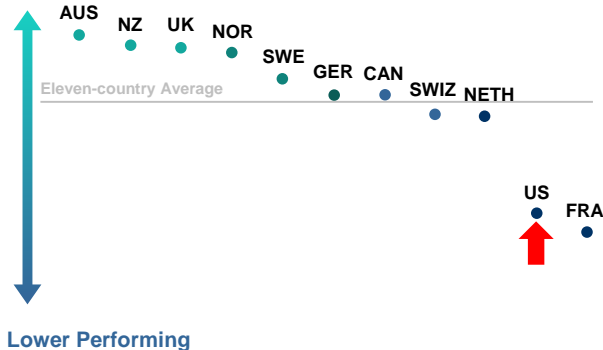 AUS
NZ
UK
NOR
SWE
GER
CAN
SWIZ
NETH
Eleven-country Average
US
FRA
Lower Performing